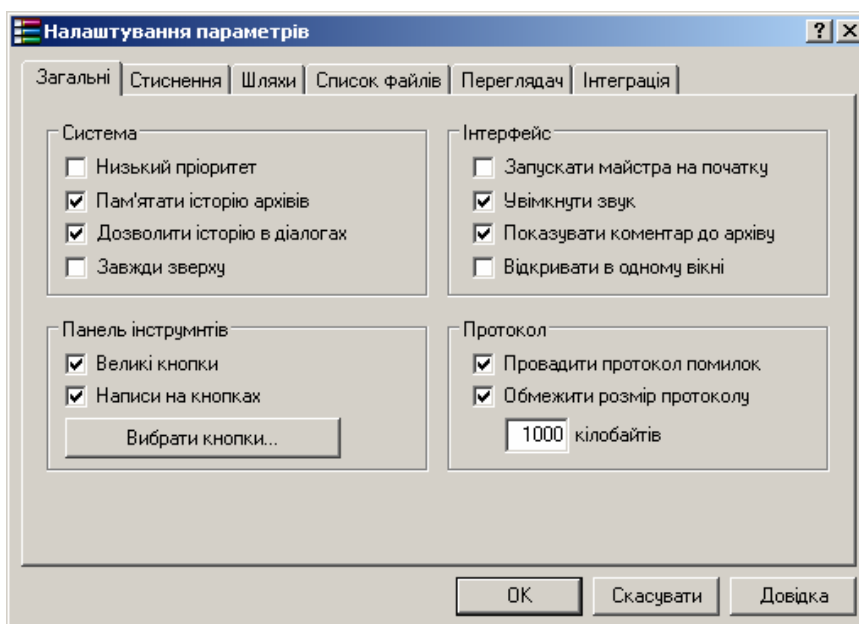 Налаштування параметрів
Загальні Стиснення Шляхи Список файлів Переглядач Інтеграція
Система
Низький пріоритет
Пам'ятати історію архівів
Дозволити історію в діалогах
Завжди зверху
Інтерфейс
Запускати майстра на початку
Увімкнути звук
Показувати коментар до архіву
Відкривати в одному вікні
Панель інструмнтів
Великі кнопки
Написи на кнопках
Вибрати кнопки...
Протокол
Провадити протокол помилок
Обмежити розмір протоколу
1000 кілобайтів
OK Скасувати Довідка